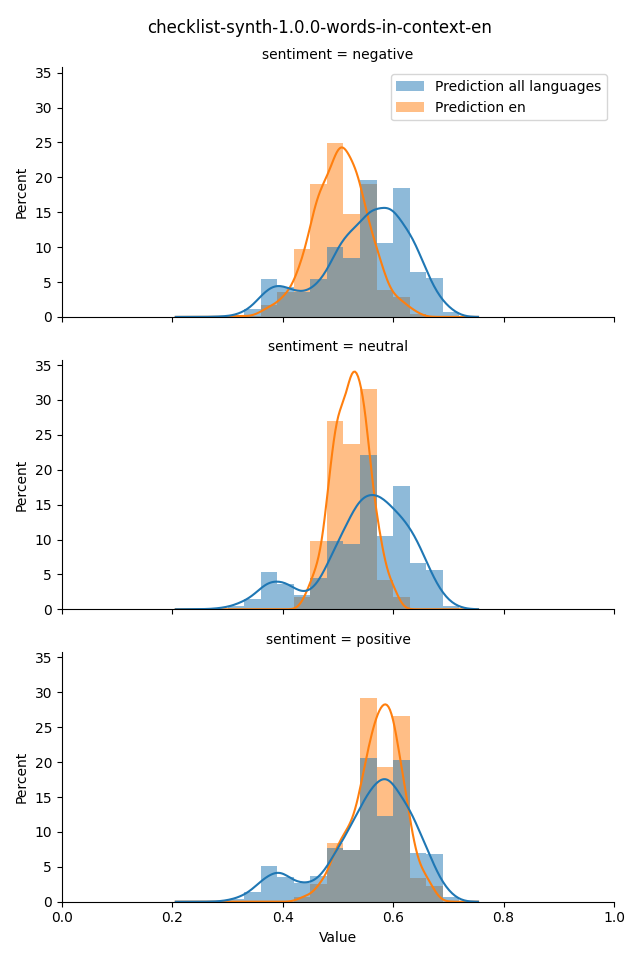 checklist-synth-1.0.0-words-in-context-en
sentiment = negative
35
30
25
20
15
10
5
0
Percent
Prediction all languages
Prediction en
sentiment = neutral
35
30
25
20
15
10
5
0
Percent
sentiment = positive
35
30
25
20
15
10
5
0
Percent
0.0 0.2 0.4 0.6 0.8 1.0
Value